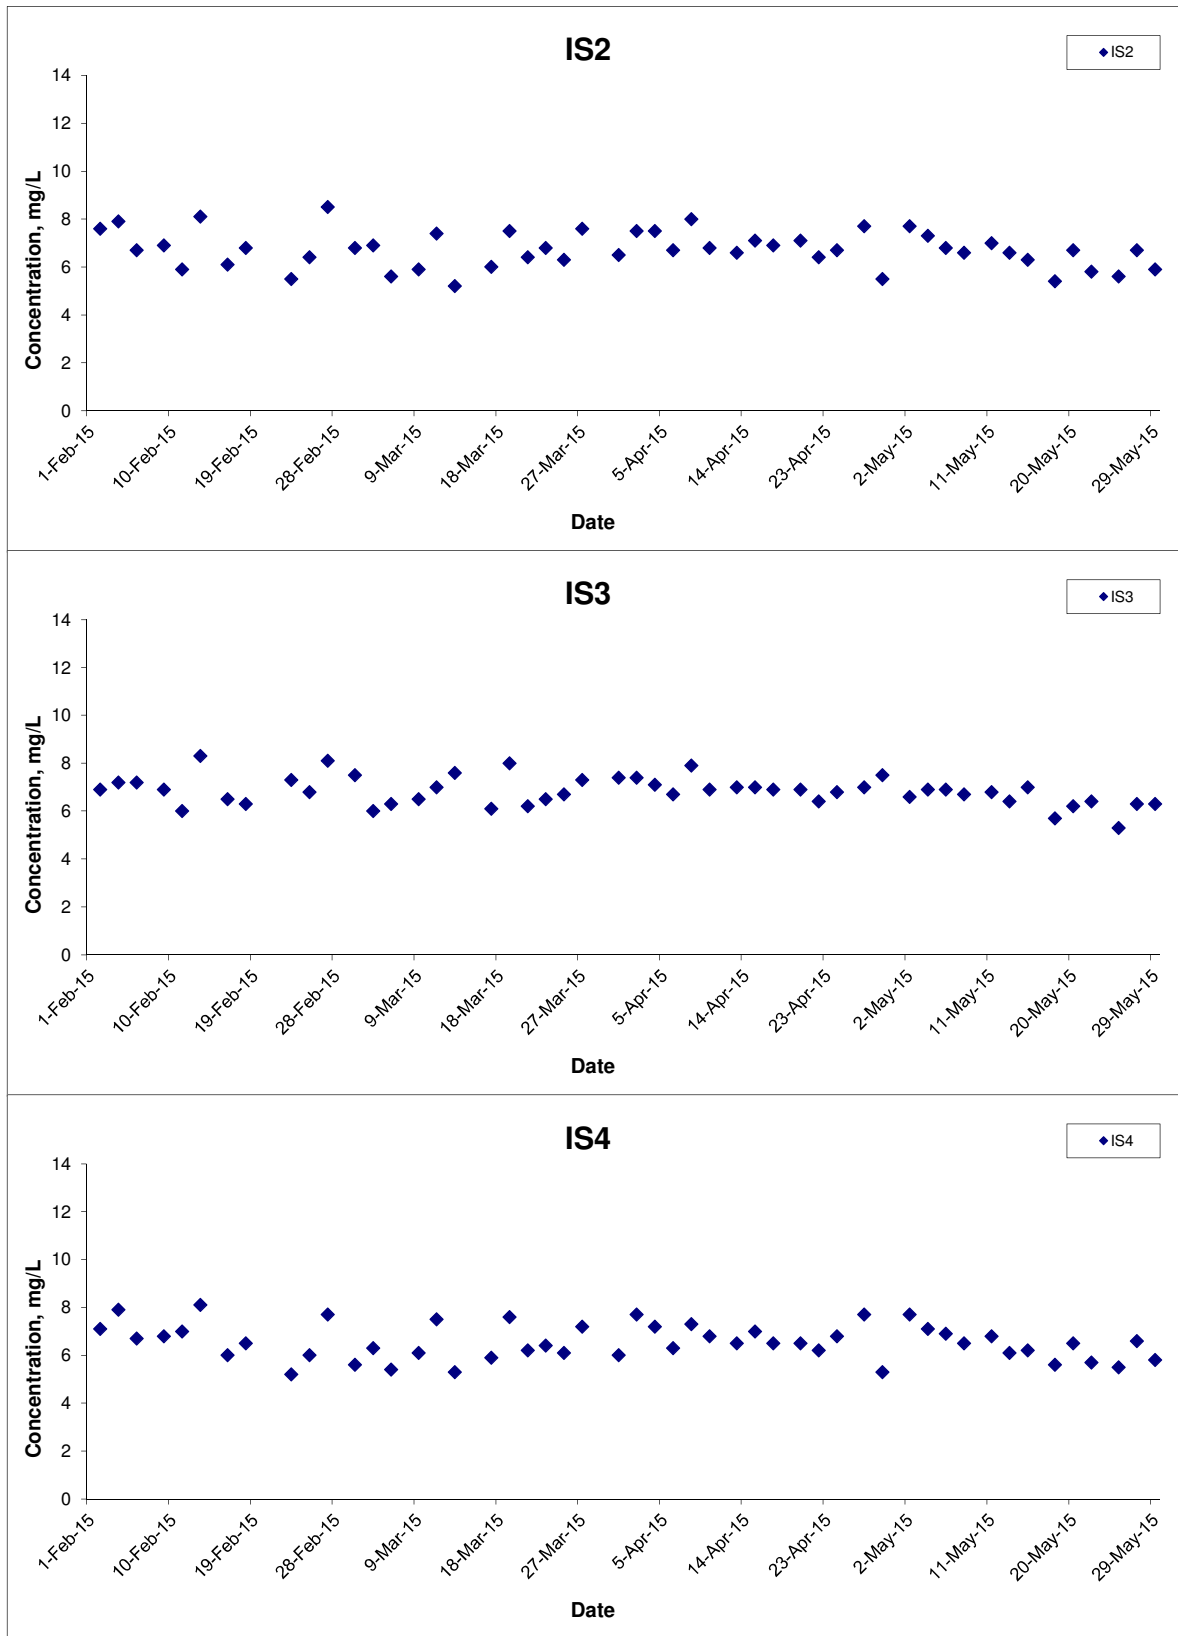 IS2
IS2
14
12
10
8
6
4
2
0
Concentration, mg/L
1-Feb-15
10-Feb-15
19-Feb-15
28-Feb-15
9-Mar-15
18-Mar-15
27-Mar-15
5-Apr-15
14-Apr-15
23-Apr-15
2-May-15
11-May-15
20-May-15
29-May-15
Date
IS3
IS3
14
12
10
8
6
4
2
0
Concentration, mg/L
1-Feb-15
10-Feb-15
19-Feb-15
28-Feb-15
9-Mar-15
18-Mar-15
27-Mar-15
5-Apr-15
14-Apr-15
23-Apr-15
2-May-15
11-May-15
20-May-15
29-May-15
Date
IS4
IS4
14
12
10
8
6
4
2
0
Concentration, mg/L
1-Feb-15
10-Feb-15
19-Feb-15
28-Feb-15
9-Mar-15
18-Mar-15
27-Mar-15
5-Apr-15
14-Apr-15
23-Apr-15
2-May-15
11-May-15
20-May-15
29-May-15
Date